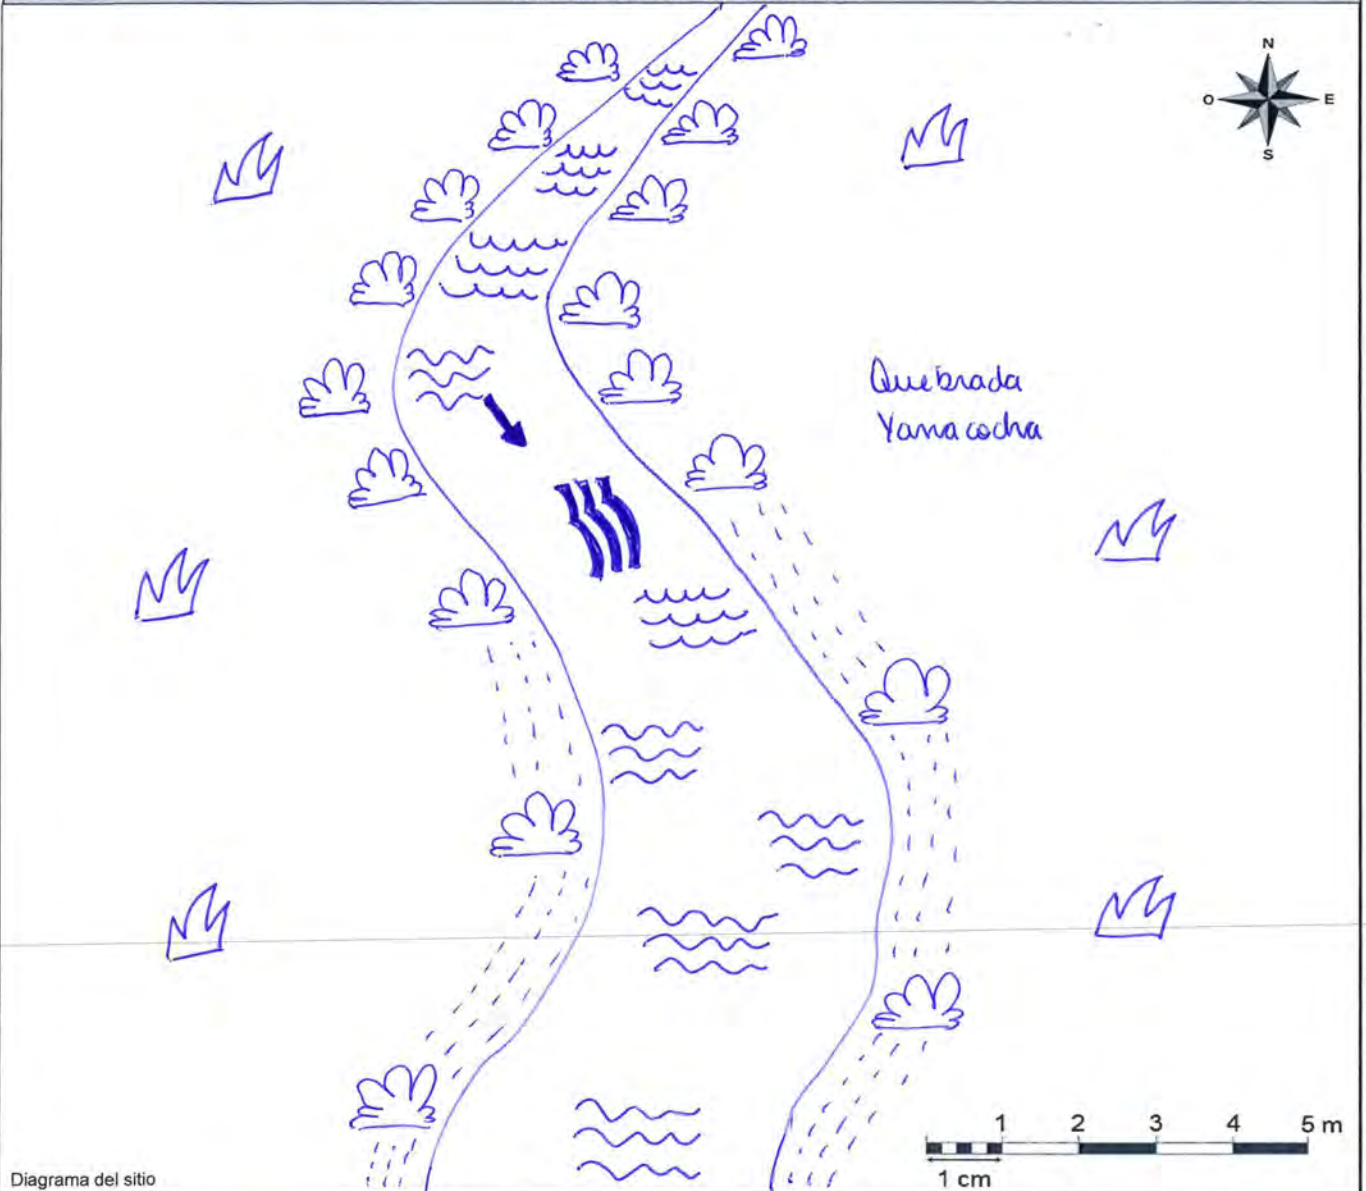 N
O E
S
Quebrada
Yanacocha
1 2 3 4 5 m
1 cm
Diagrama del sitio